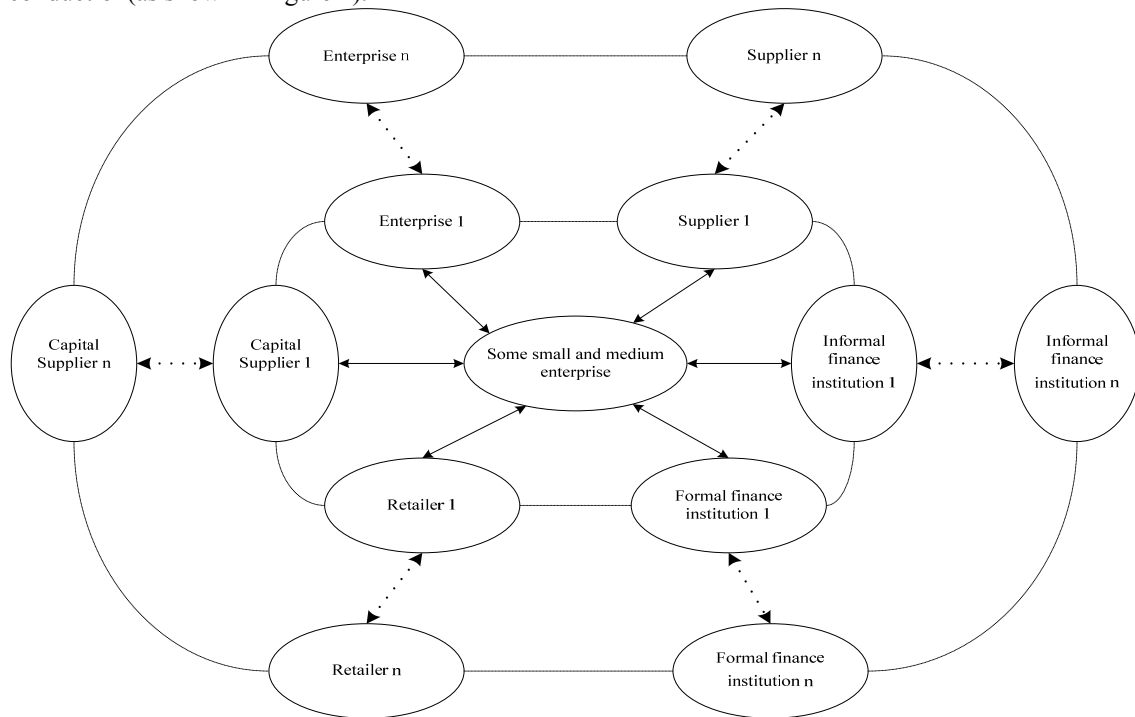 Enterprise n
Supplier n
Enterprise 1
Supplier 1
Capital
Supplier n
Capital
Supplier 1
Some small and medium
enterprise
Informal
finance
institution 1
Informal
finance
institution n
Retailer 1
Formal finance
institution 1
Retailer n
Formal finance
institution n